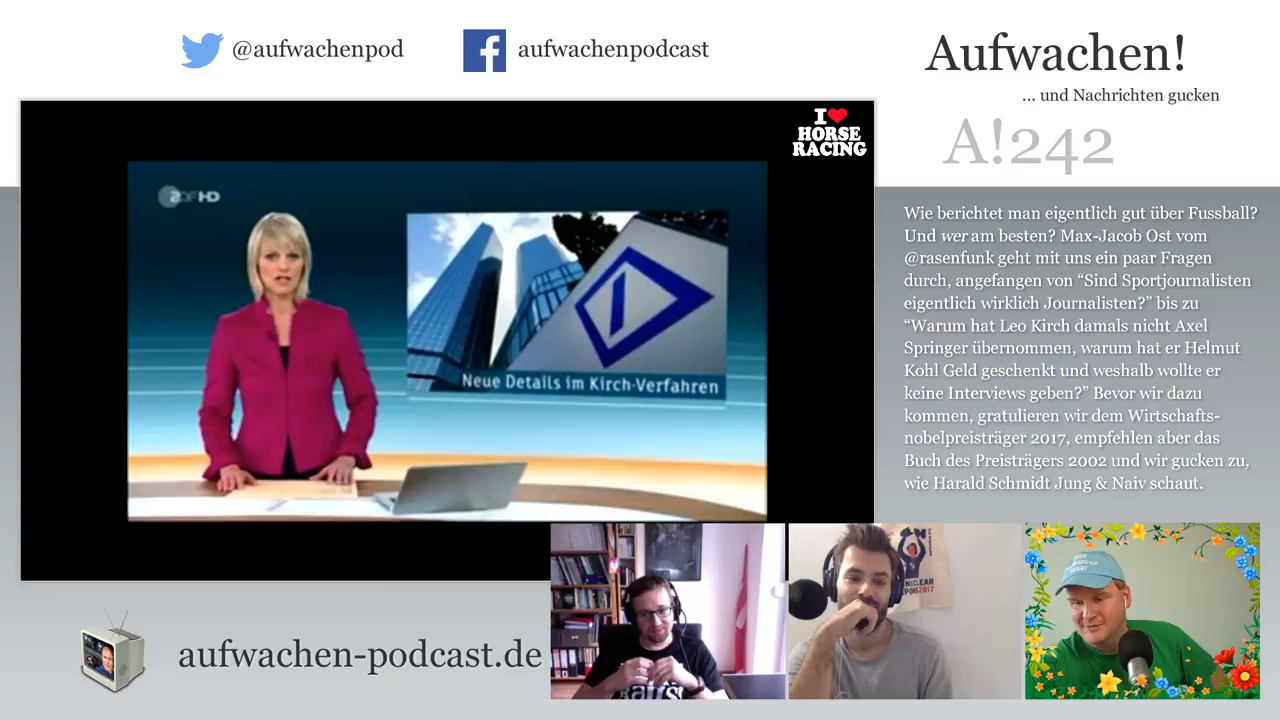 @aufwachenpod
aufwachenpodcast
Aufwachen!
... und Nachrichten gucken
A!242
I
HORSE
RACING
ZDF HD
Neue Details im Kirch-Verfahren
Wie berichtet man eigentlich gut über Fussball?
Und wer am besten? Max-Jacob Ost vom
@rasenfunk geht mit uns ein paar Fragen
durch, angefangen von “Sind Sportjournalisten
eigentlich wirklich Journalisten?” bis zu
“Warum hat Leo Kirch damals nicht Axel
Springer übernommen, warum hat er Helmut
Kohl Geld geschenkt und weshalb wollte er
keine Interviews geben?” Bevor wir dazu
kommen, gratulieren wir dem Wirtschafts-
nobelpreisträger 2017, empfehlen aber das
Buch des Preisträgers 2002 und wir gucken zu,
wie Harald Schmidt Jung & Naiv schaut.
aufwachen-podcast.de